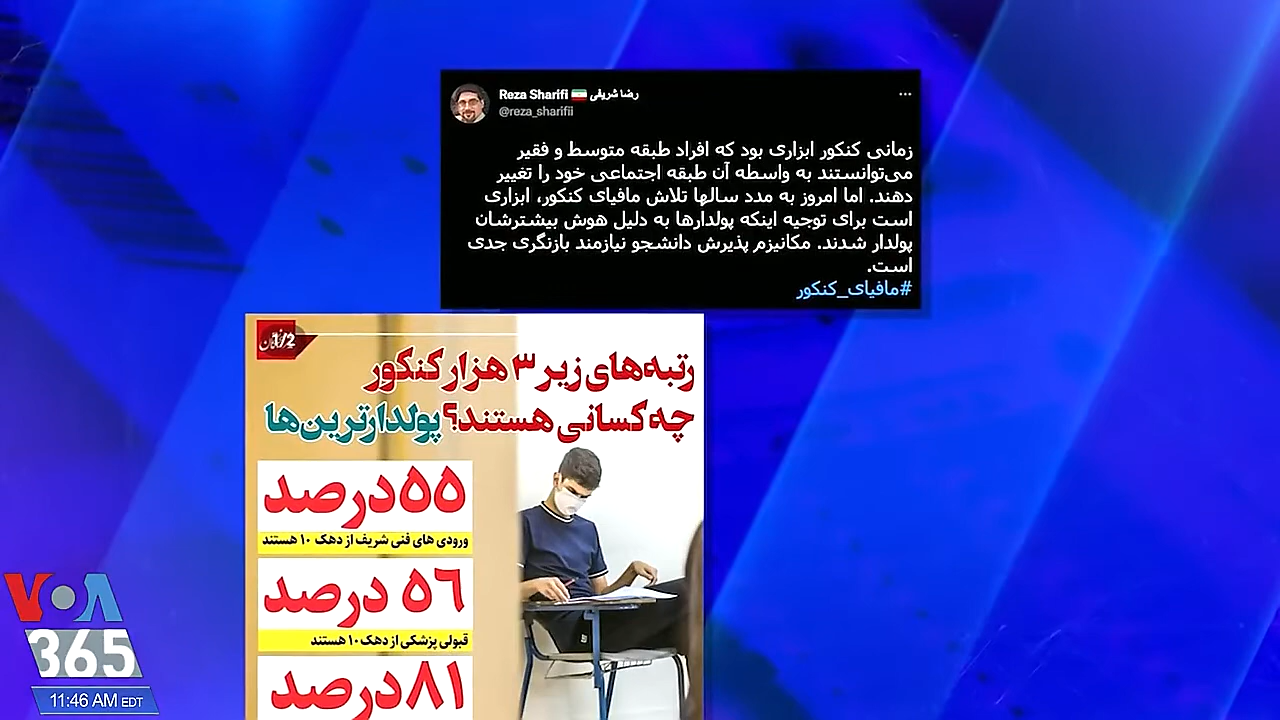 Reza Sharifi رضا شریفی
@reza_sharifii
زمانی کنکور ابزاری بود که افراد طبقه متوسط و فقیر
می‌توانستند به واسطه آن طبقه اجتماعی خود را تغییر
دهند. اما امروز به مدد سالها تلاش مافیای کنکور، ابزاری
است برای توجیه اینکه پولدارها به دلیل هوش بیشترشان
پولدار شدند. مکانیزم پذیرش دانشجو نیازمند بازنگری جدی
است.
#مافیای_کنکور
رتبه‌های زیر ۳ هزار کنکور
چه کسانی هستند؟ پولدارترین‌ها
۵۵ درصد
ورودی های فنی شریف از دهک ۱۰ هستند
۵۶ درصد
قبولی پزشکی از دهک ۱۰ هستند
۸۱ درصد
VOA
365
11:46 AM EDT